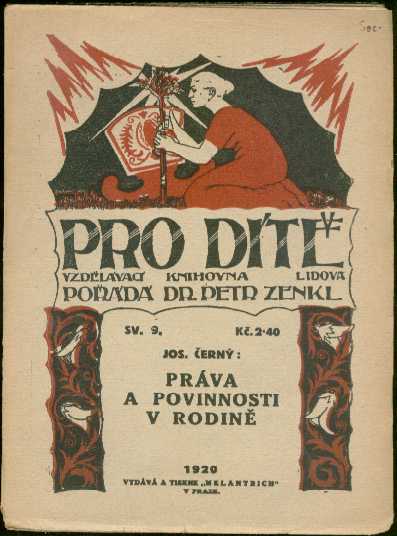 PRO DÍTĚ
VZDĚLAVACÍ KNIHOVNA LIDOVÁ
POŘÁDÁ DR. PETR ZENKL
SV. 9. Kč. 2·40
JOS. ČERNÝ:
PRÁVA
A POVINNOSTI
V RODINĚ
1920
VYDÁVÁ A TISKNE „MELANTRICH"
V PRAZE.